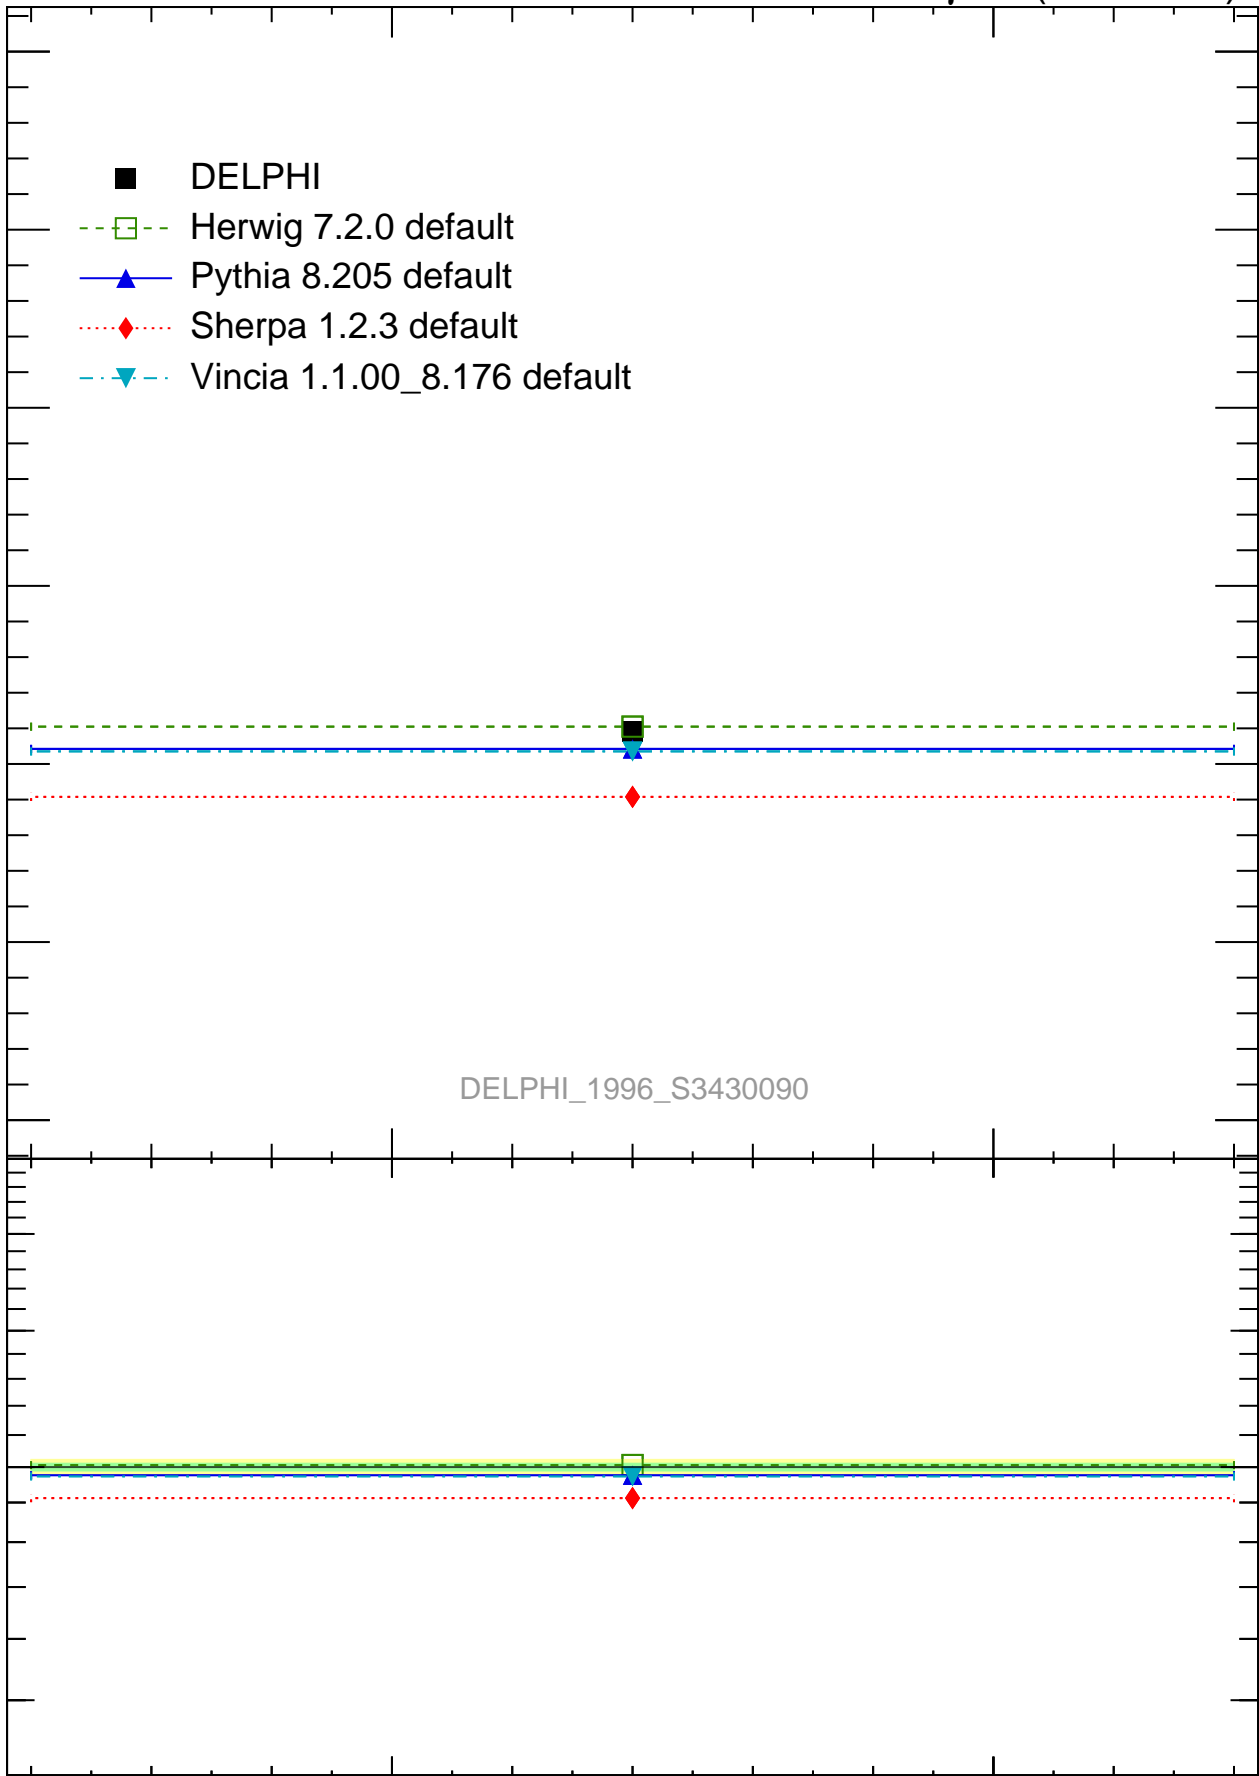 DELPHI
Herwig 7.2.0 default
Pythia 8.205 default
Sherpa 1.2.3 default
Vincia 1.1.00_8.176 default
DELPHI_1996_S3430090